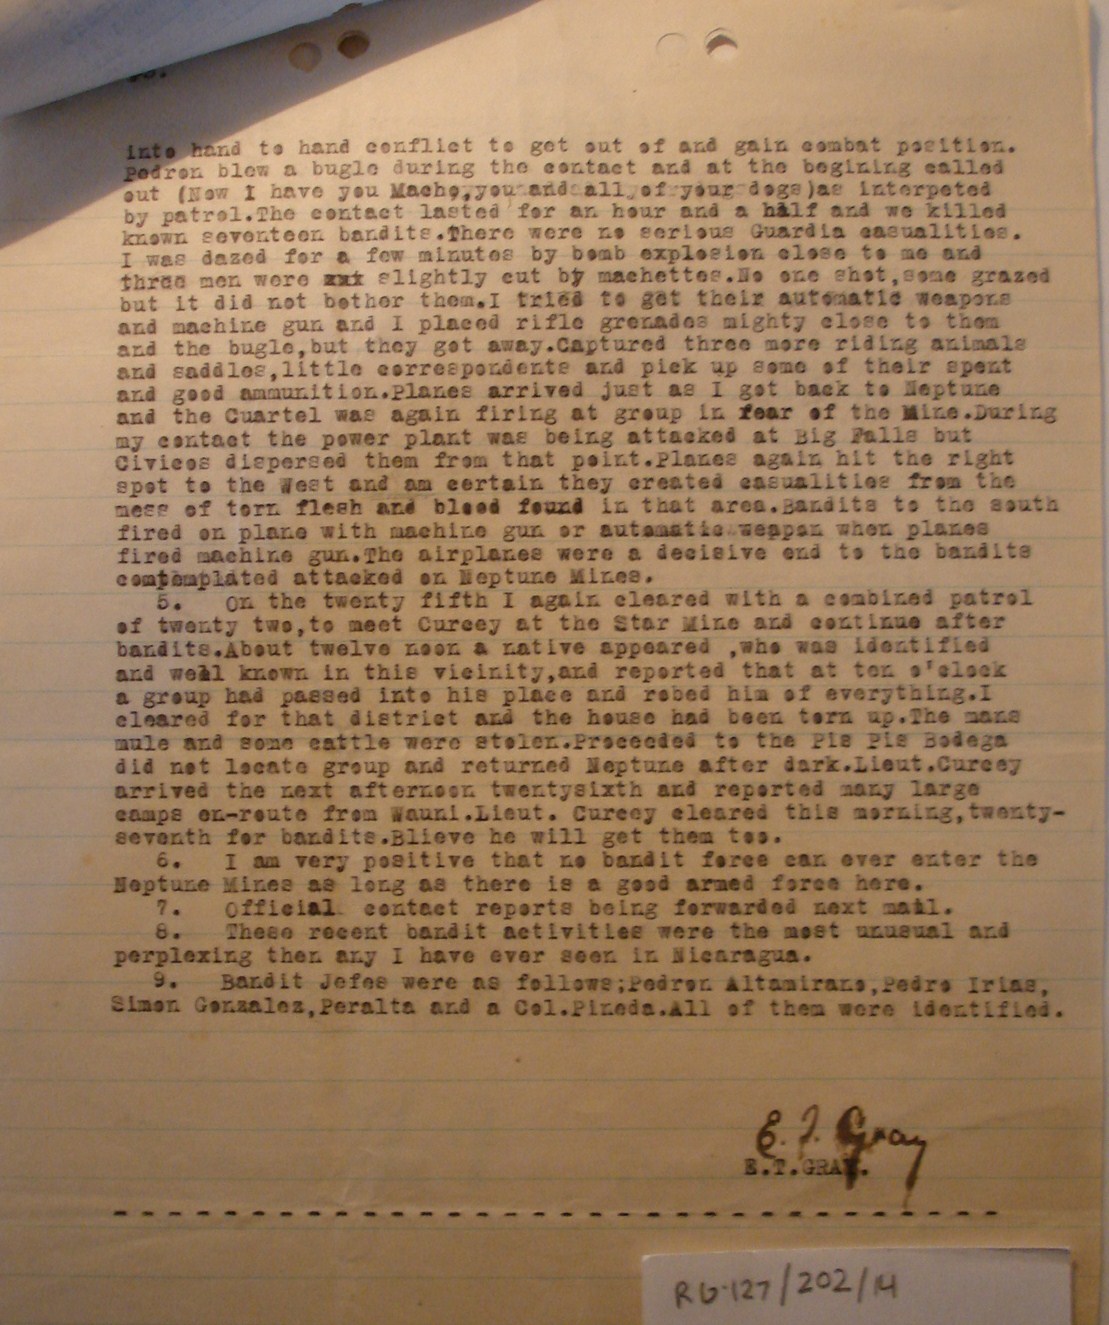 into hand to hand conflict to get out of and gain combat position.
Pedron blew a bugle during the contact and at the begining called
out (Now I have you Macho,you and all of your dogs)as interpeted
by patrol.The contact lasted for an hour and a half and we killed
known seventeen bandits.There were no serious Guardia casualities.
I was dazed for a few minutes by bomb explosion close to me and
three men were xxt slightly cut by machettes.No one shot,some grazed
but it did not bother them.I tried to get their automatic weapons
and machine gun and I placed rifle grenades mighty close to them
and the bugle,but they got away.Captured three more riding animals
and saddles,little correspondents and pick up some of their spent
and good ammunition.Planes arrived just as I got back to Neptune
and the Cuartel was again firing at group in rear of the Mine.During
my contact the power plant was being attacked at Big Falls but
Civicos dispersed them from that point.Planes again hit the right
spot to the West and am certain they created casualities from the
mess of torn flesh and blood found in that area.Bandits to the south
fired on plane with machine gun or automatic weapon when planes
fired machine gun.The airplanes were a decisive end to the bandits
comtemplated attacked on Neptune Mines.
5. On the twenty fifth I again cleared with a combined patrol
of twenty two,to meet Curcey at the Star Mine and continue after
bandits.About twelve noon a native appeared ,who was identified
and well known in this vicinity,and reported that at ten o'clock
a group had passed into his place and robed him of everything.I
cleared for that district and the house had been torn up.The mans
mule and some cattle were stolen.Proceeded to the Pis Pis Bodega
did not locate group and returned Neptune after dark.Lieut.Curcey
arrived the next afternoon twentysixth and reported many large
camps en-route from Wauni.Lieut. Curcey cleared this morning,twenty-
seventh for bandits.Blieve he will get them too.
6. I am very positive that no bandit force can ever enter the
Neptune Mines as long as there is a good armed force here.
7. Official contact reports being forwarded next mail.
8. These recent bandit activities were the most unusual and
perplexing then any I have ever seen in Nicaragua.
9. Bandit Jefes were as follows;Pedron Altamirano,Pedro Irias,
Simon Gonzalez,Peralta and a Col.Pineda.All of them were identified.
E. T. Gray
E.T.GRAY.
RG-127/202/14